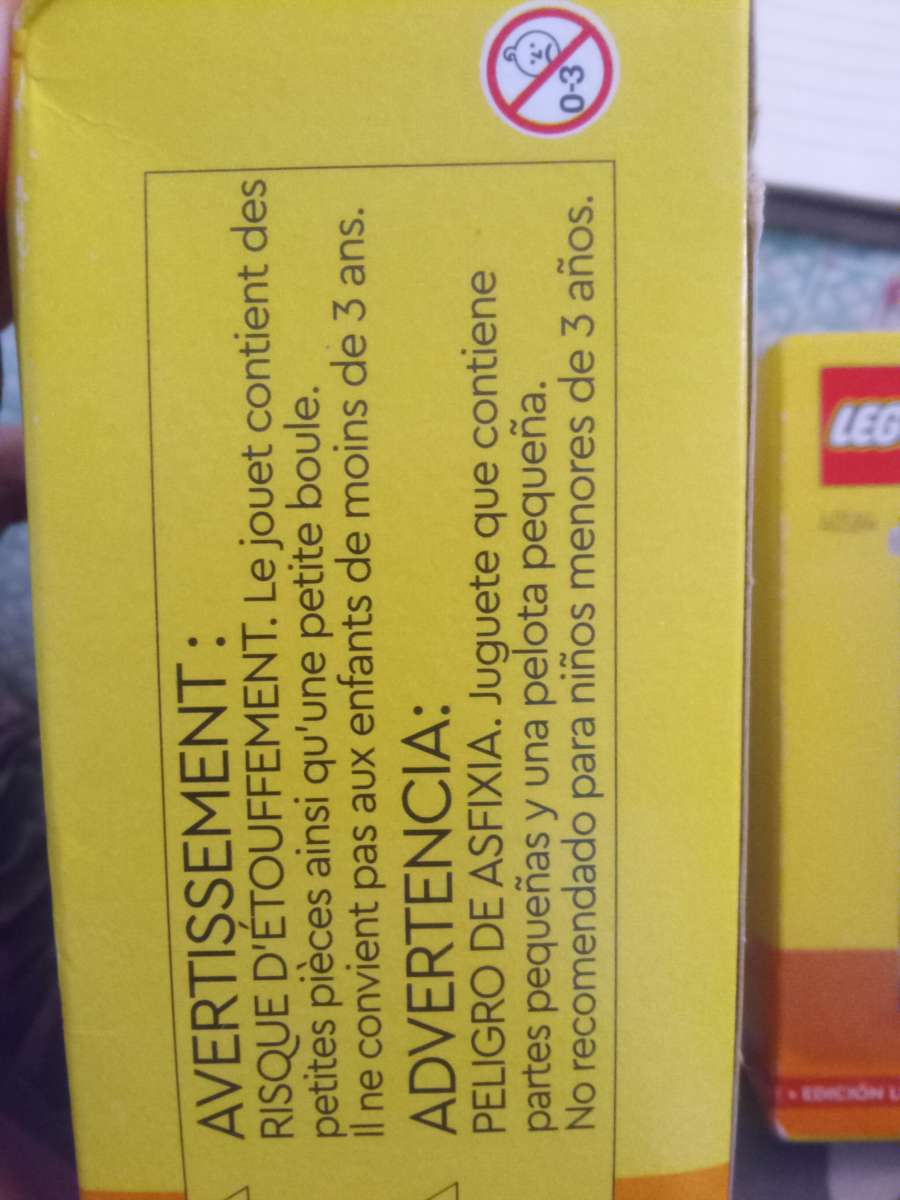 AVERTISSEMENT :
RISQUE D'ÉTOUFFEMENT. Le jouet contient des
petites pièces ainsi qu'une petite boule.
Il ne convient pas aux enfants de moins de 3 ans.
ADVERTENCIA:
PELIGRO DE ASFIXIA. Juguete que contiene
partes pequeñas y una pelota pequeña.
No recomendado para niños menores de 3 años.
0-3
LEG
EDICIÓN L